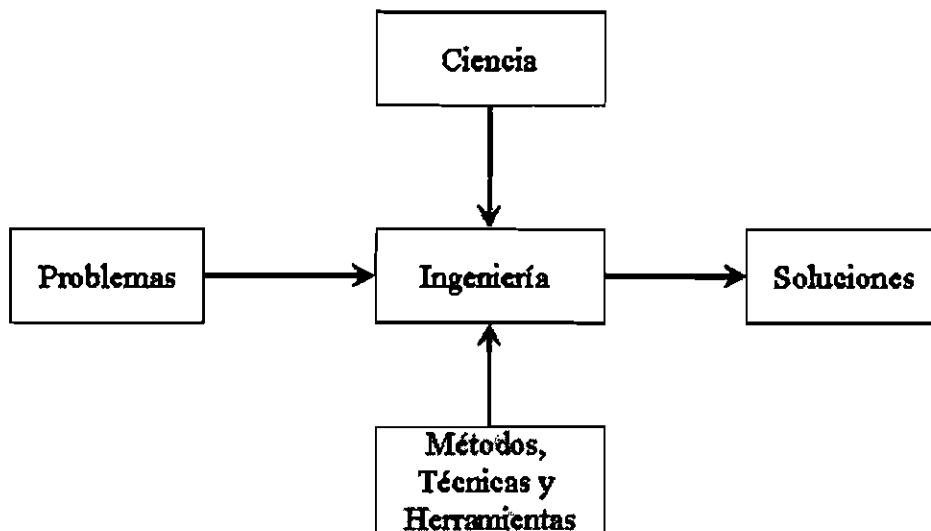 Ciencia
Problemas
Ingeniería
Soluciones
Métodos,
Técnicas y
Herramientas